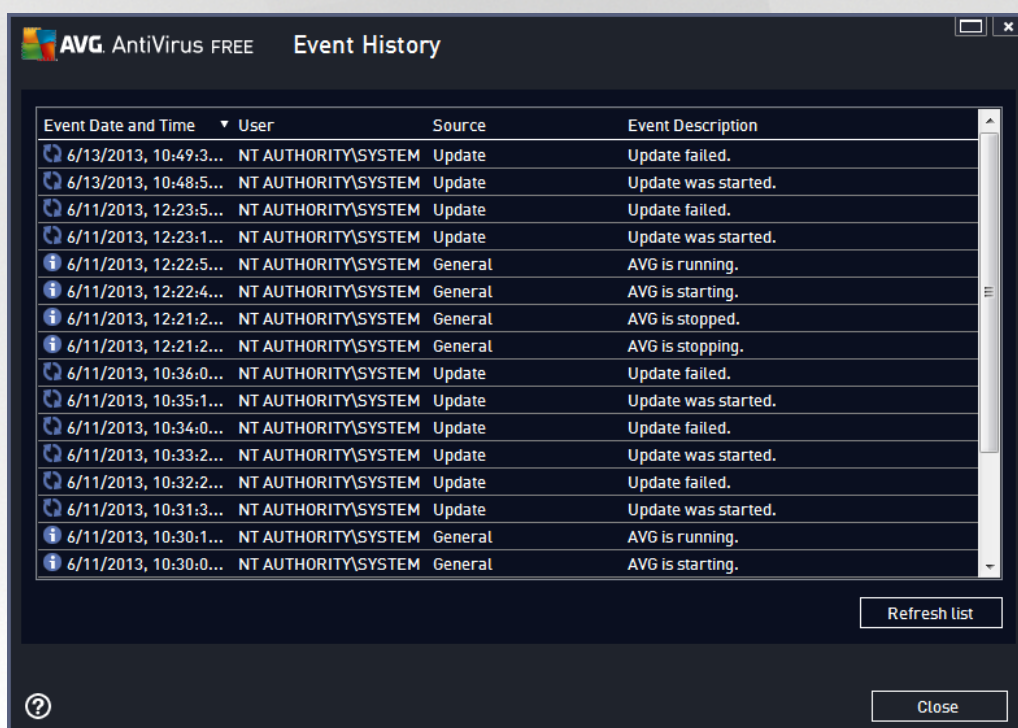 AVG. AntiVirus FREE Event History
Event Date and Time User Source Event Description
6/13/2013, 10:49:3... NT AUTHORITY\SYSTEM Update Update failed.
6/13/2013, 10:48:5... NT AUTHORITY\SYSTEM Update Update was started.
6/11/2013, 12:23:5... NT AUTHORITY\SYSTEM Update Update failed.
6/11/2013, 12:23:1... NT AUTHORITY\SYSTEM Update Update was started.
6/11/2013, 12:22:5... NT AUTHORITY\SYSTEM General AVG is running.
6/11/2013, 12:22:4... NT AUTHORITY\SYSTEM General AVG is starting.
6/11/2013, 12:21:2... NT AUTHORITY\SYSTEM General AVG is stopped.
6/11/2013, 12:21:2... NT AUTHORITY\SYSTEM General AVG is stopping.
6/11/2013, 10:36:0... NT AUTHORITY\SYSTEM Update Update failed.
6/11/2013, 10:35:1... NT AUTHORITY\SYSTEM Update Update was started.
6/11/2013, 10:34:0... NT AUTHORITY\SYSTEM Update Update failed.
6/11/2013, 10:33:2... NT AUTHORITY\SYSTEM Update Update was started.
6/11/2013, 10:32:2... NT AUTHORITY\SYSTEM Update Update failed.
6/11/2013, 10:31:3... NT AUTHORITY\SYSTEM Update Update was started.
6/11/2013, 10:30:1... NT AUTHORITY\SYSTEM General AVG is running.
6/11/2013, 10:30:0... NT AUTHORITY\SYSTEM General AVG is starting.
Refresh list
? Close